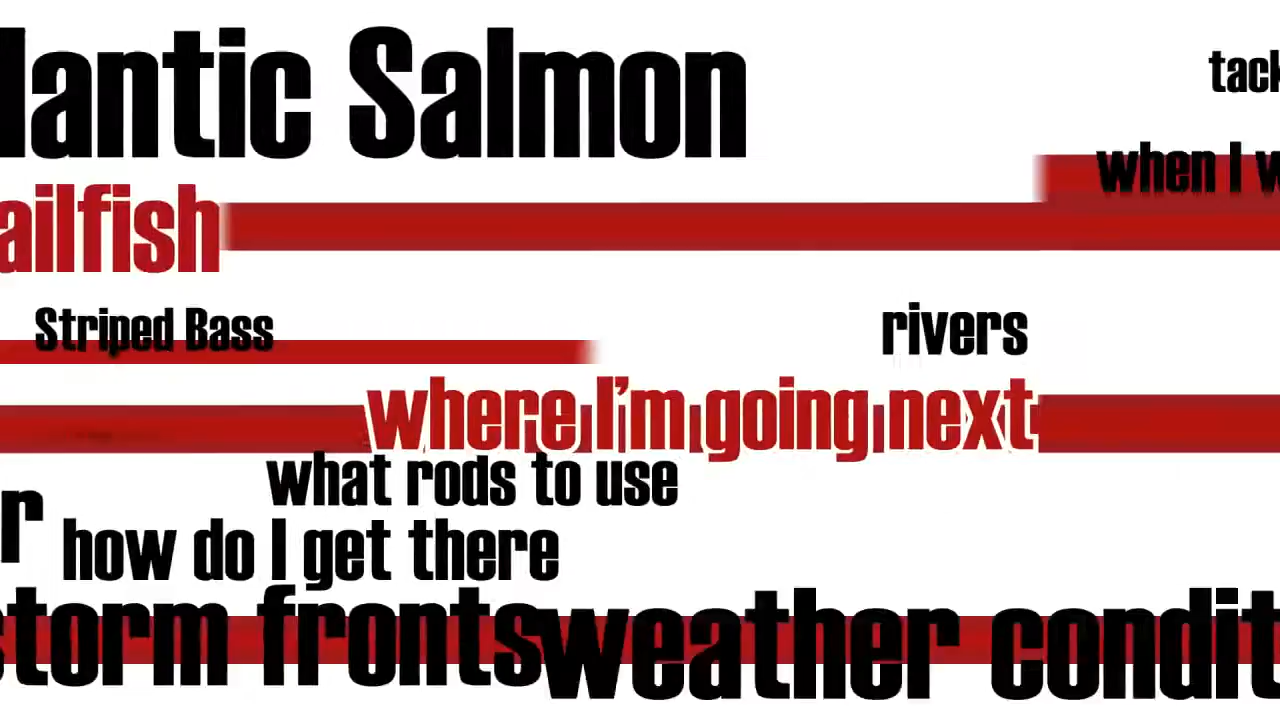 lantic Salmon
tack
when I w
ailfish
Striped Bass
rivers
where I'm going next
what rods to use
r
how do I get there
storm fronts
weather condit